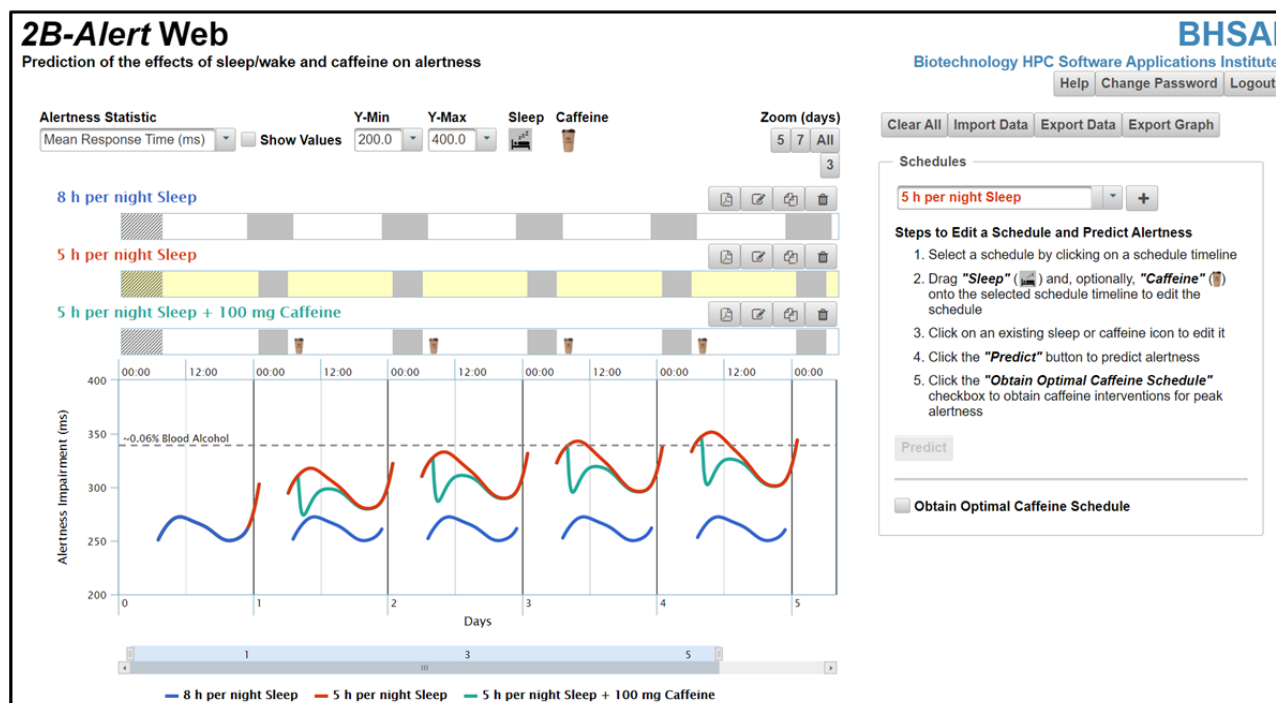 2B-Alert Web
Prediction of the effects of sleep/wake and caffeine on alertness
BHSAI
Biotechnology HPC Software Applications Institute
Help Change Password Logout
Alertness Statistic
Mean Response Time (ms)
Show Values
Y-Min
200.0
Y-Max
400.0
Sleep
Caffeine
Zoom (days)
5 7 All
3
Clear All Import Data Export Data Export Graph
8 h per night Sleep
5 h per night Sleep
5 h per night Sleep + 100 mg Caffeine
00:00 12:00 00:00 12:00 00:00 12:00 00:00 12:00 00:00 12:00 00:00
400
350
300
250
200
Alertness Impairment (ms)
~0.06% Blood Alcohol
0 1 2 3 4 5
Days
1 3 5
8 h per night Sleep 5 h per night Sleep 5 h per night Sleep + 100 mg Caffeine
Schedules
5 h per night Sleep
+
Steps to Edit a Schedule and Predict Alertness
1. Select a schedule by clicking on a schedule timeline
2. Drag "Sleep" ( ) and, optionally, "Caffeine" ( )
onto the selected schedule timeline to edit the
schedule
3. Click on an existing sleep or caffeine icon to edit it
4. Click the "Predict" button to predict alertness
5. Click the "Obtain Optimal Caffeine Schedule"
checkbox to obtain caffeine interventions for peak
alertness
Predict
Obtain Optimal Caffeine Schedule